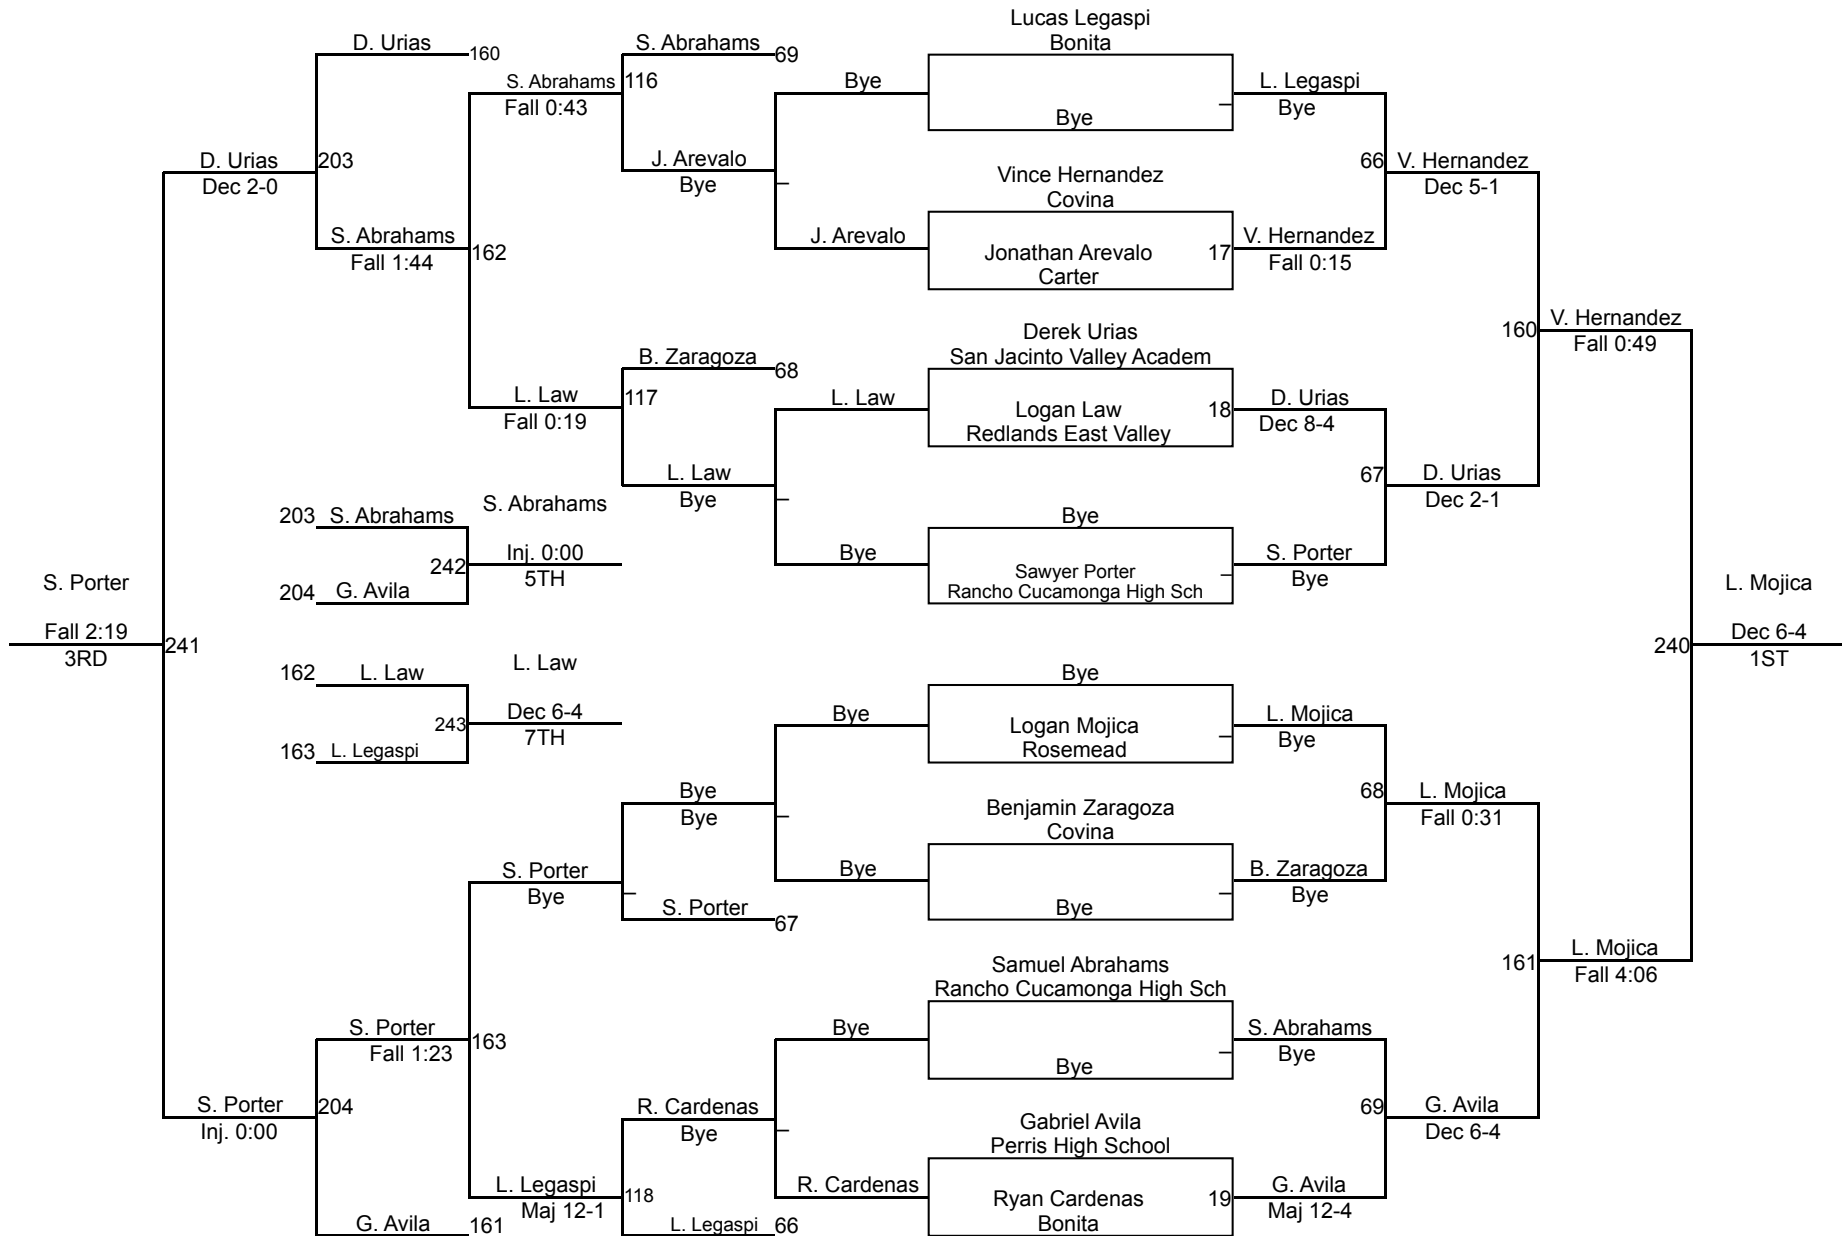 Lucas Legaspi
Bonita
D. Urias
160
S. Abrahams
69
S. Abrahams
116
Fall 0:43
Bye
L. Legaspi
Bye
Bye
D. Urias
203
Dec 2-0
J. Arevalo
Bye
66
V. Hernandez
Dec 5-1
Vince Hernandez
Covina
S. Abrahams
162
Fall 1:44
J. Arevalo
Jonathan Arevalo
Carter
17
V. Hernandez
Fall 0:15
Derek Urias
San Jacinto Valley Academ
160
V. Hernandez
Fall 0:49
B. Zaragoza
68
L. Law
117
Fall 0:19
L. Law
Logan Law
Redlands East Valley
18
D. Urias
Dec 8-4
L. Law
Bye
67
D. Urias
Dec 2-1
203
S. Abrahams
S. Abrahams
Bye
242
Inj. 0:00
5TH
Bye
Sawyer Porter
Rancho Cucamonga High Sch
S. Porter
Bye
204
G. Avila
S. Porter
Fall 2:19
3RD
241
L. Mojica
240
Dec 6-4
1ST
162
L. Law
L. Law
Bye
243
Dec 6-4
7TH
163
L. Legaspi
Bye
Logan Mojica
Rosemead
L. Mojica
Bye
Bye
Bye
68
L. Mojica
Fall 0:31
Benjamin Zaragoza
Covina
S. Porter
Bye
Bye
Bye
B. Zaragoza
Bye
S. Porter
67
Samuel Abrahams
Rancho Cucamonga High Sch
161
L. Mojica
Fall 4:06
S. Porter
163
Fall 1:23
Bye
Bye
S. Abrahams
Bye
S. Porter
204
Inj. 0:00
R. Cardenas
Bye
69
G. Avila
Dec 6-4
Gabriel Avila
Perris High School
L. Legaspi
118
Maj 12-1
R. Cardenas
Ryan Cardenas
Bonita
19
G. Avila
Maj 12-4
G. Avila
161
L. Legaspi
66